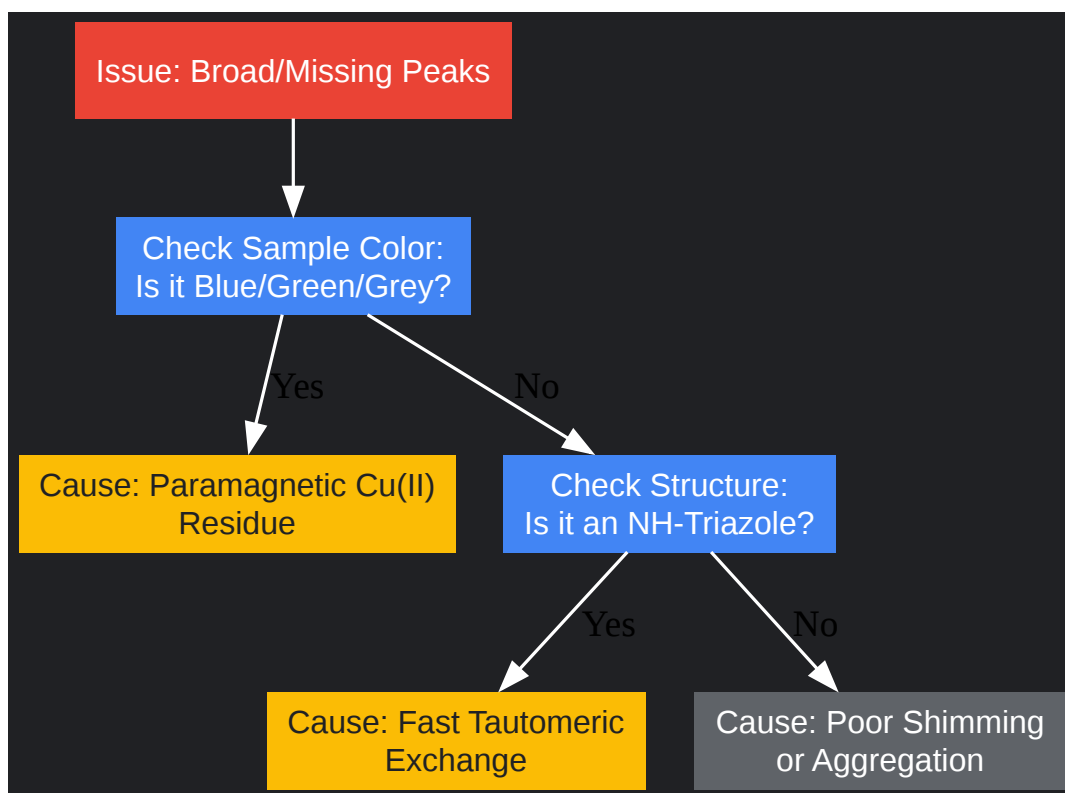 Issue: Broad/Missing Peaks
Check Sample Color:
Is it Blue/Green/Grey?
Yes
No
Cause: Paramagnetic Cu(II)
Residue
Check Structure:
Is it an NH-Triazole?
Yes
No
Cause: Fast Tautomeric
Exchange
Cause: Poor Shimming
or Aggregation